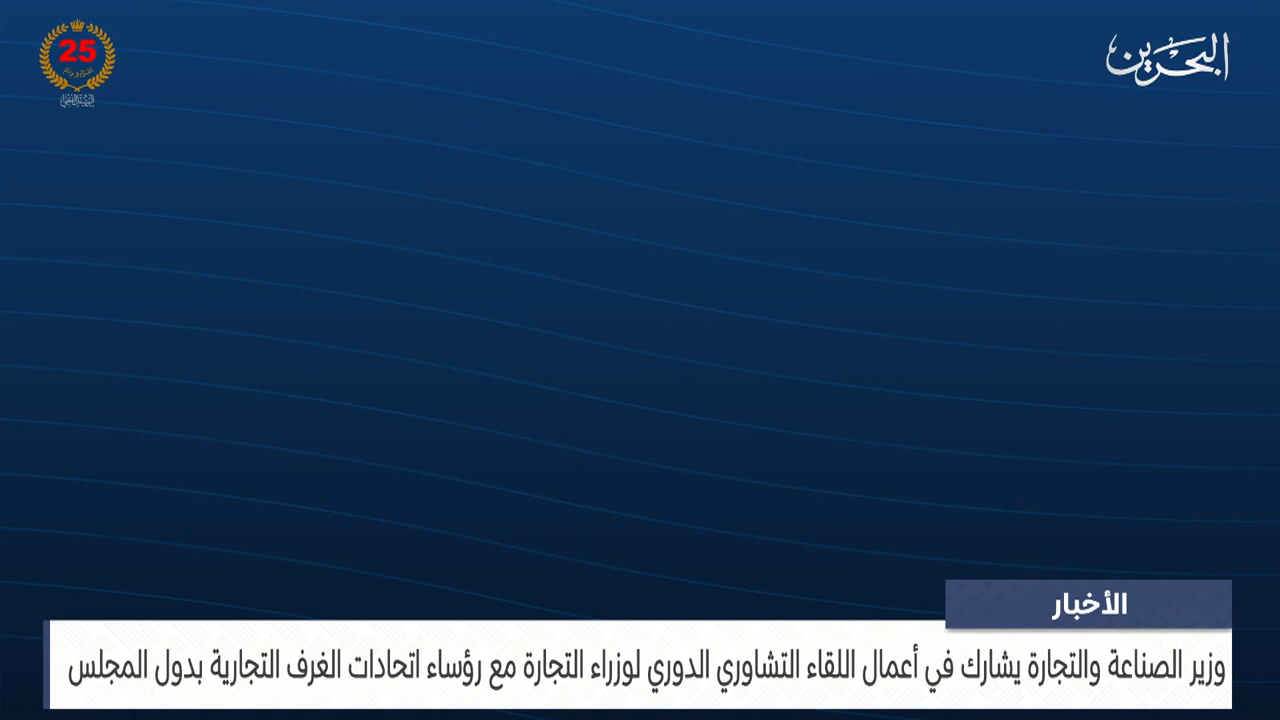 البحرين
25
الأخبار
وزير الصناعة والتجارة يشارك في أعمال اللقاء التشاوري الدوري لوزراء التجارة مع رؤساء اتحادات الغرف التجارية بدول المجلس